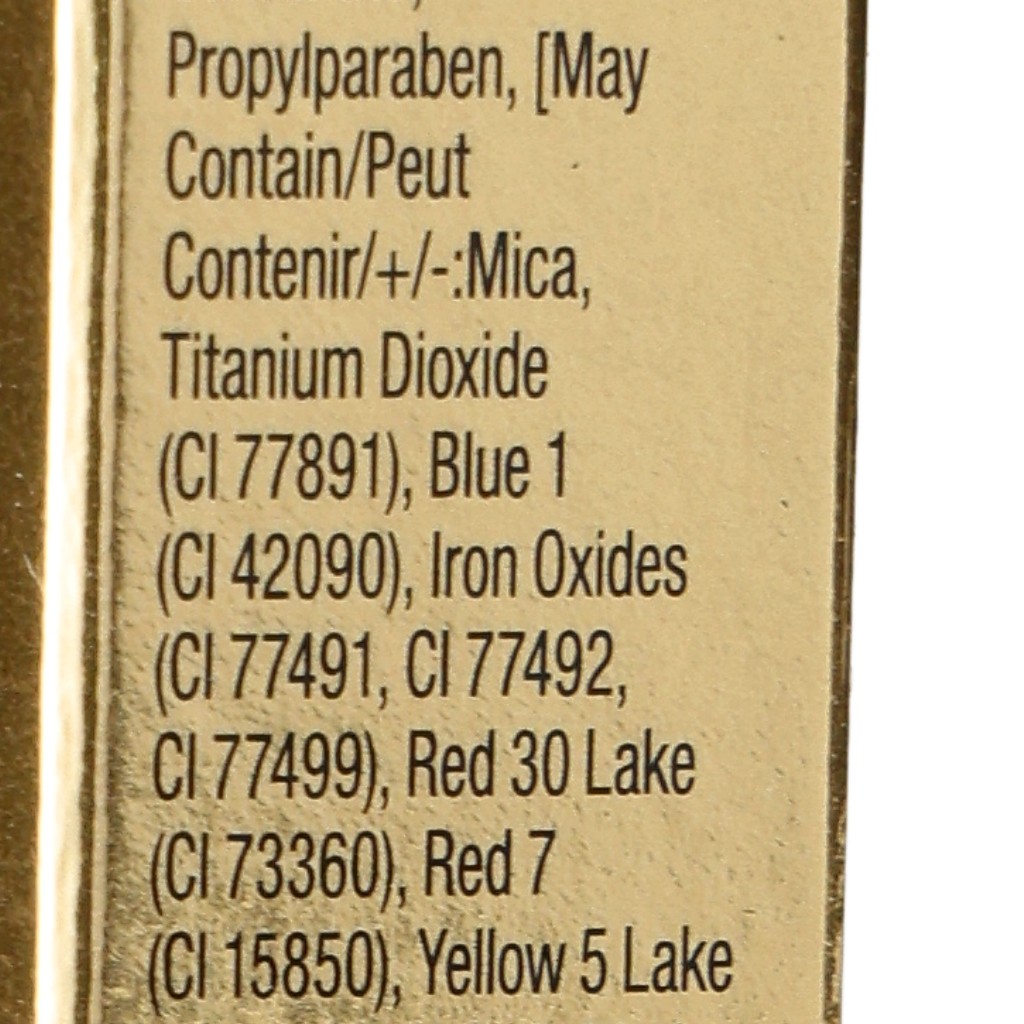 Propylparaben, [May
Contain/Peut
Contenir/+/-:Mica,
Titanium Dioxide
(CI 77891), Blue 1
(CI 42090), Iron Oxides
(CI 77491, CI 77492,
CI 77499), Red 30 Lake
(CI 73360), Red 7
(CI 15850), Yellow 5 Lake